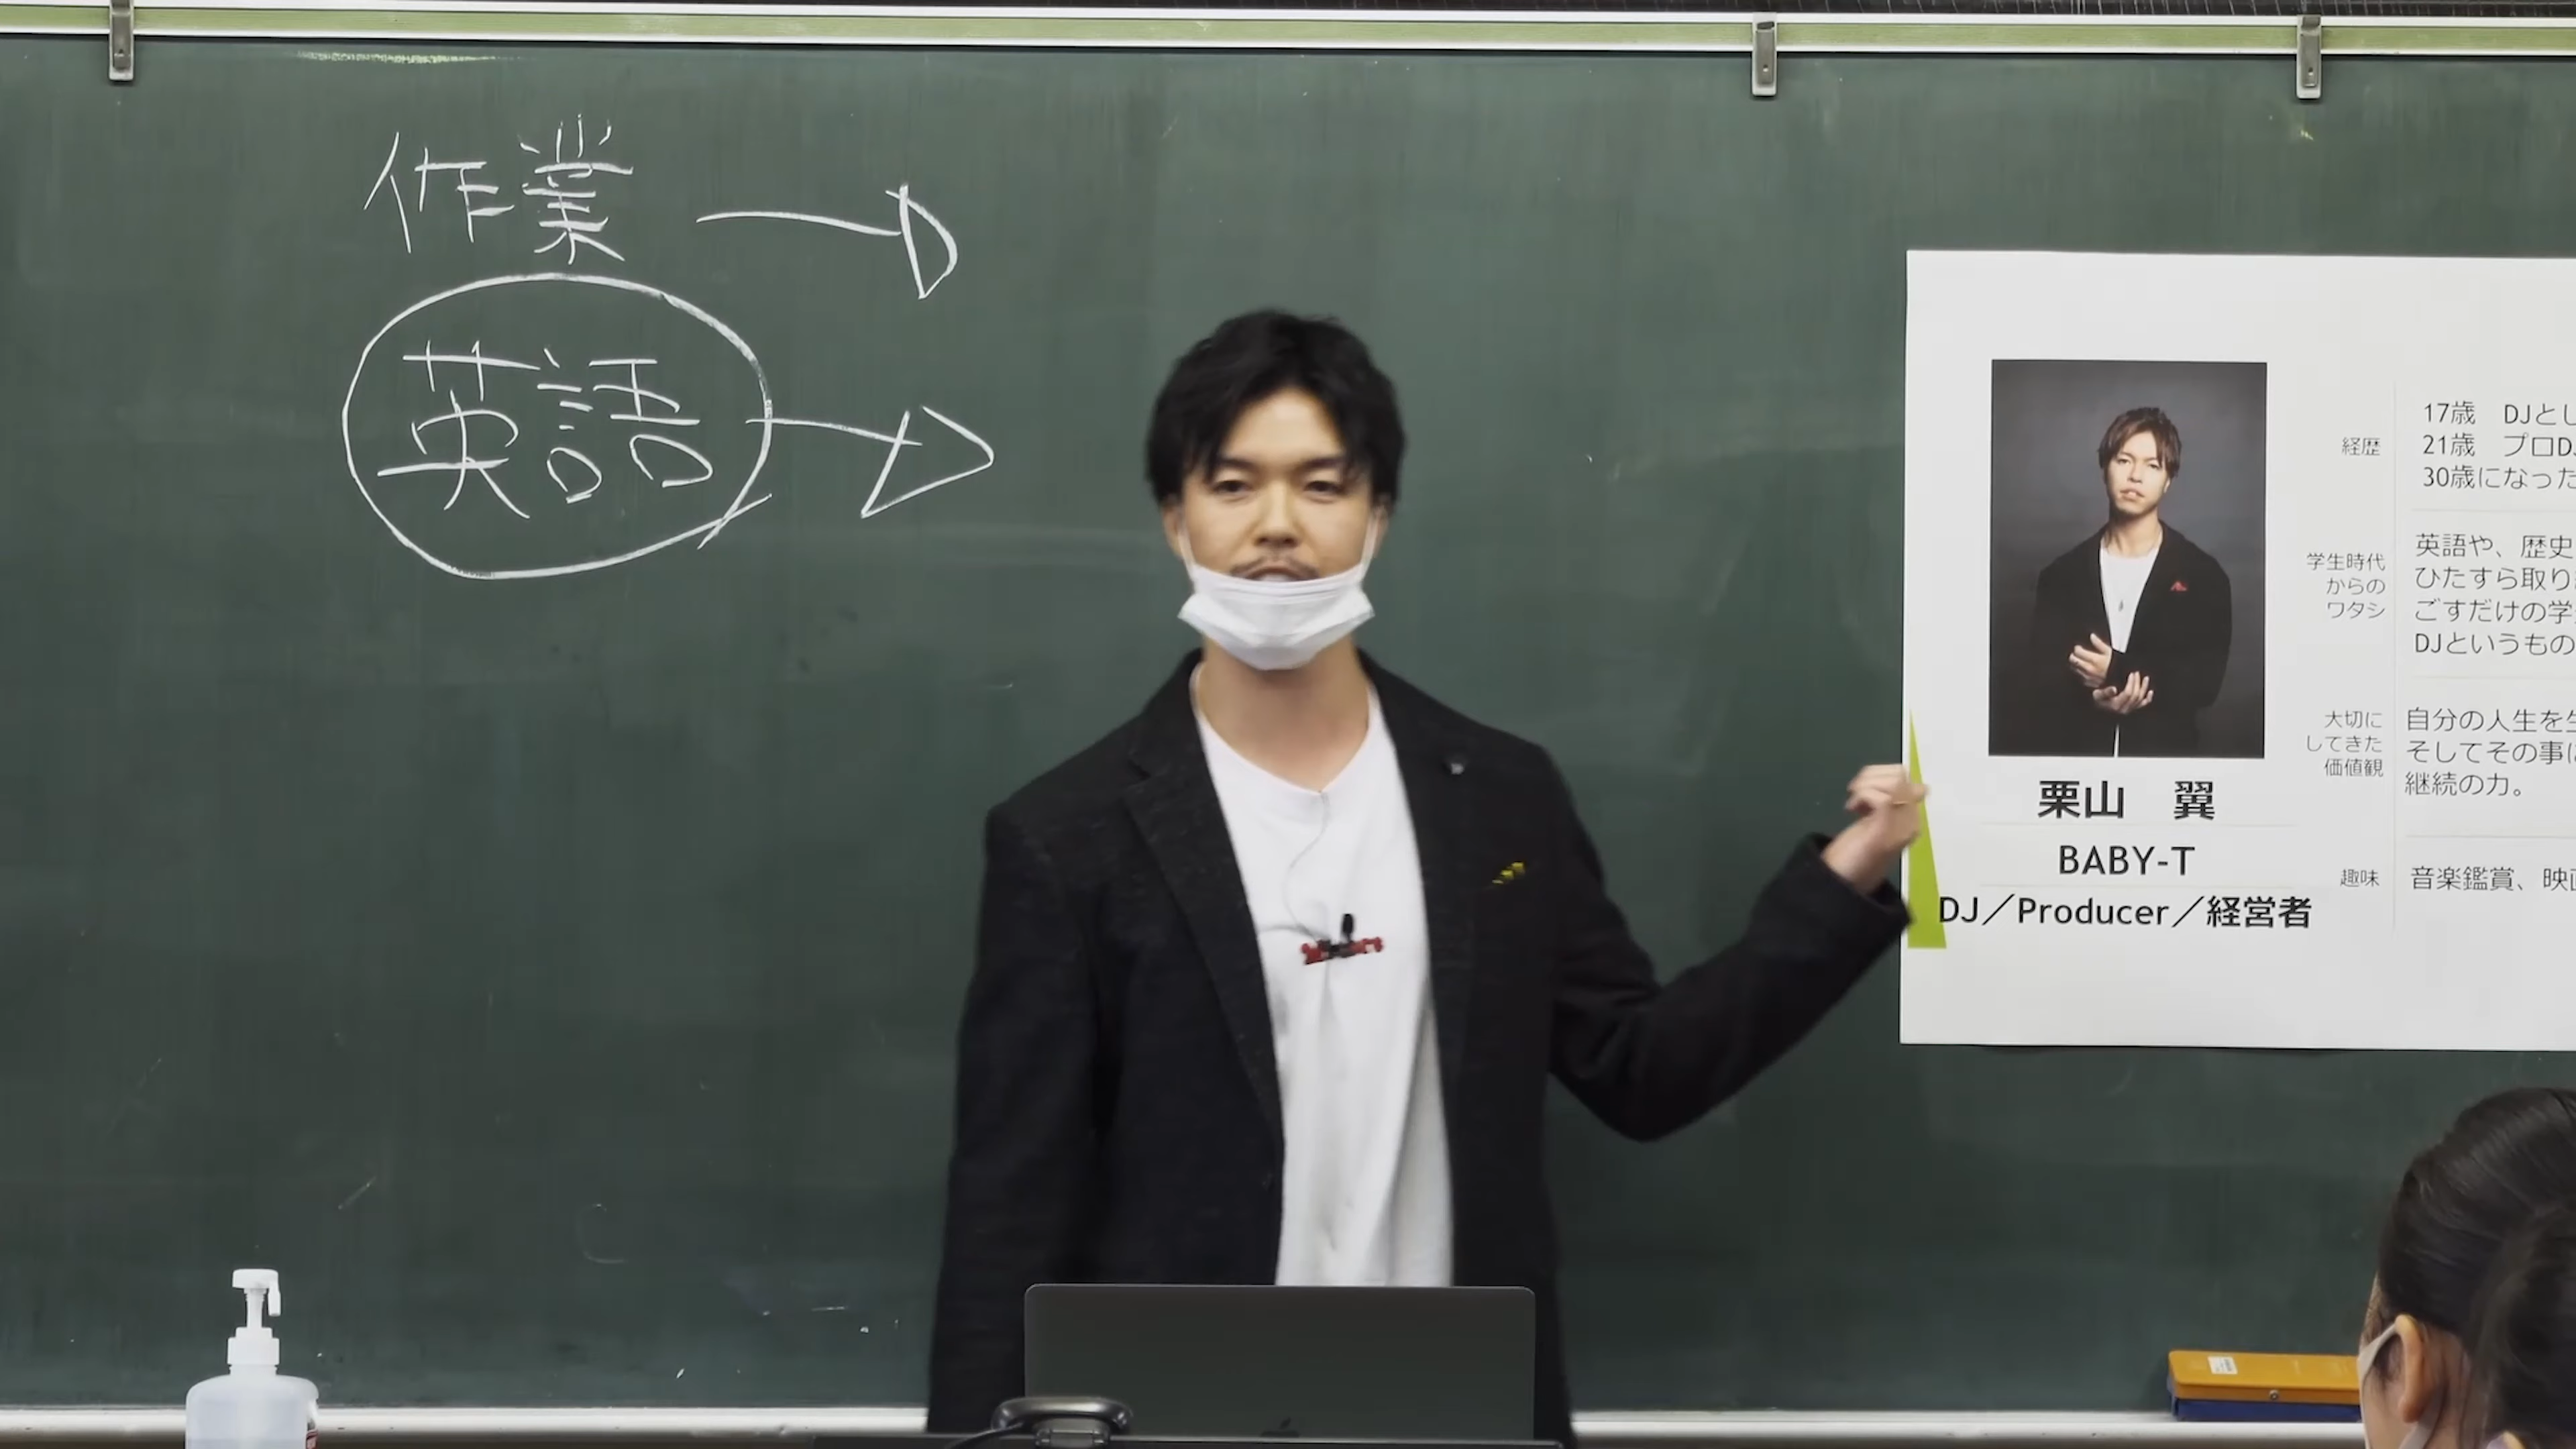 作業
英語
17歳　DJとし
経歴
21歳　プロDJ
30歳になった
英語や、歴史
学生時代
からの
ワタシ
ひたすら取り
ごすだけの学
DJというもの
大切に
してきた
価値観
自分の人生を生
そしてその事に
継続の力。
栗山　翼
BABY-T
DJ／Producer／経営者
趣味
音楽鑑賞、映画